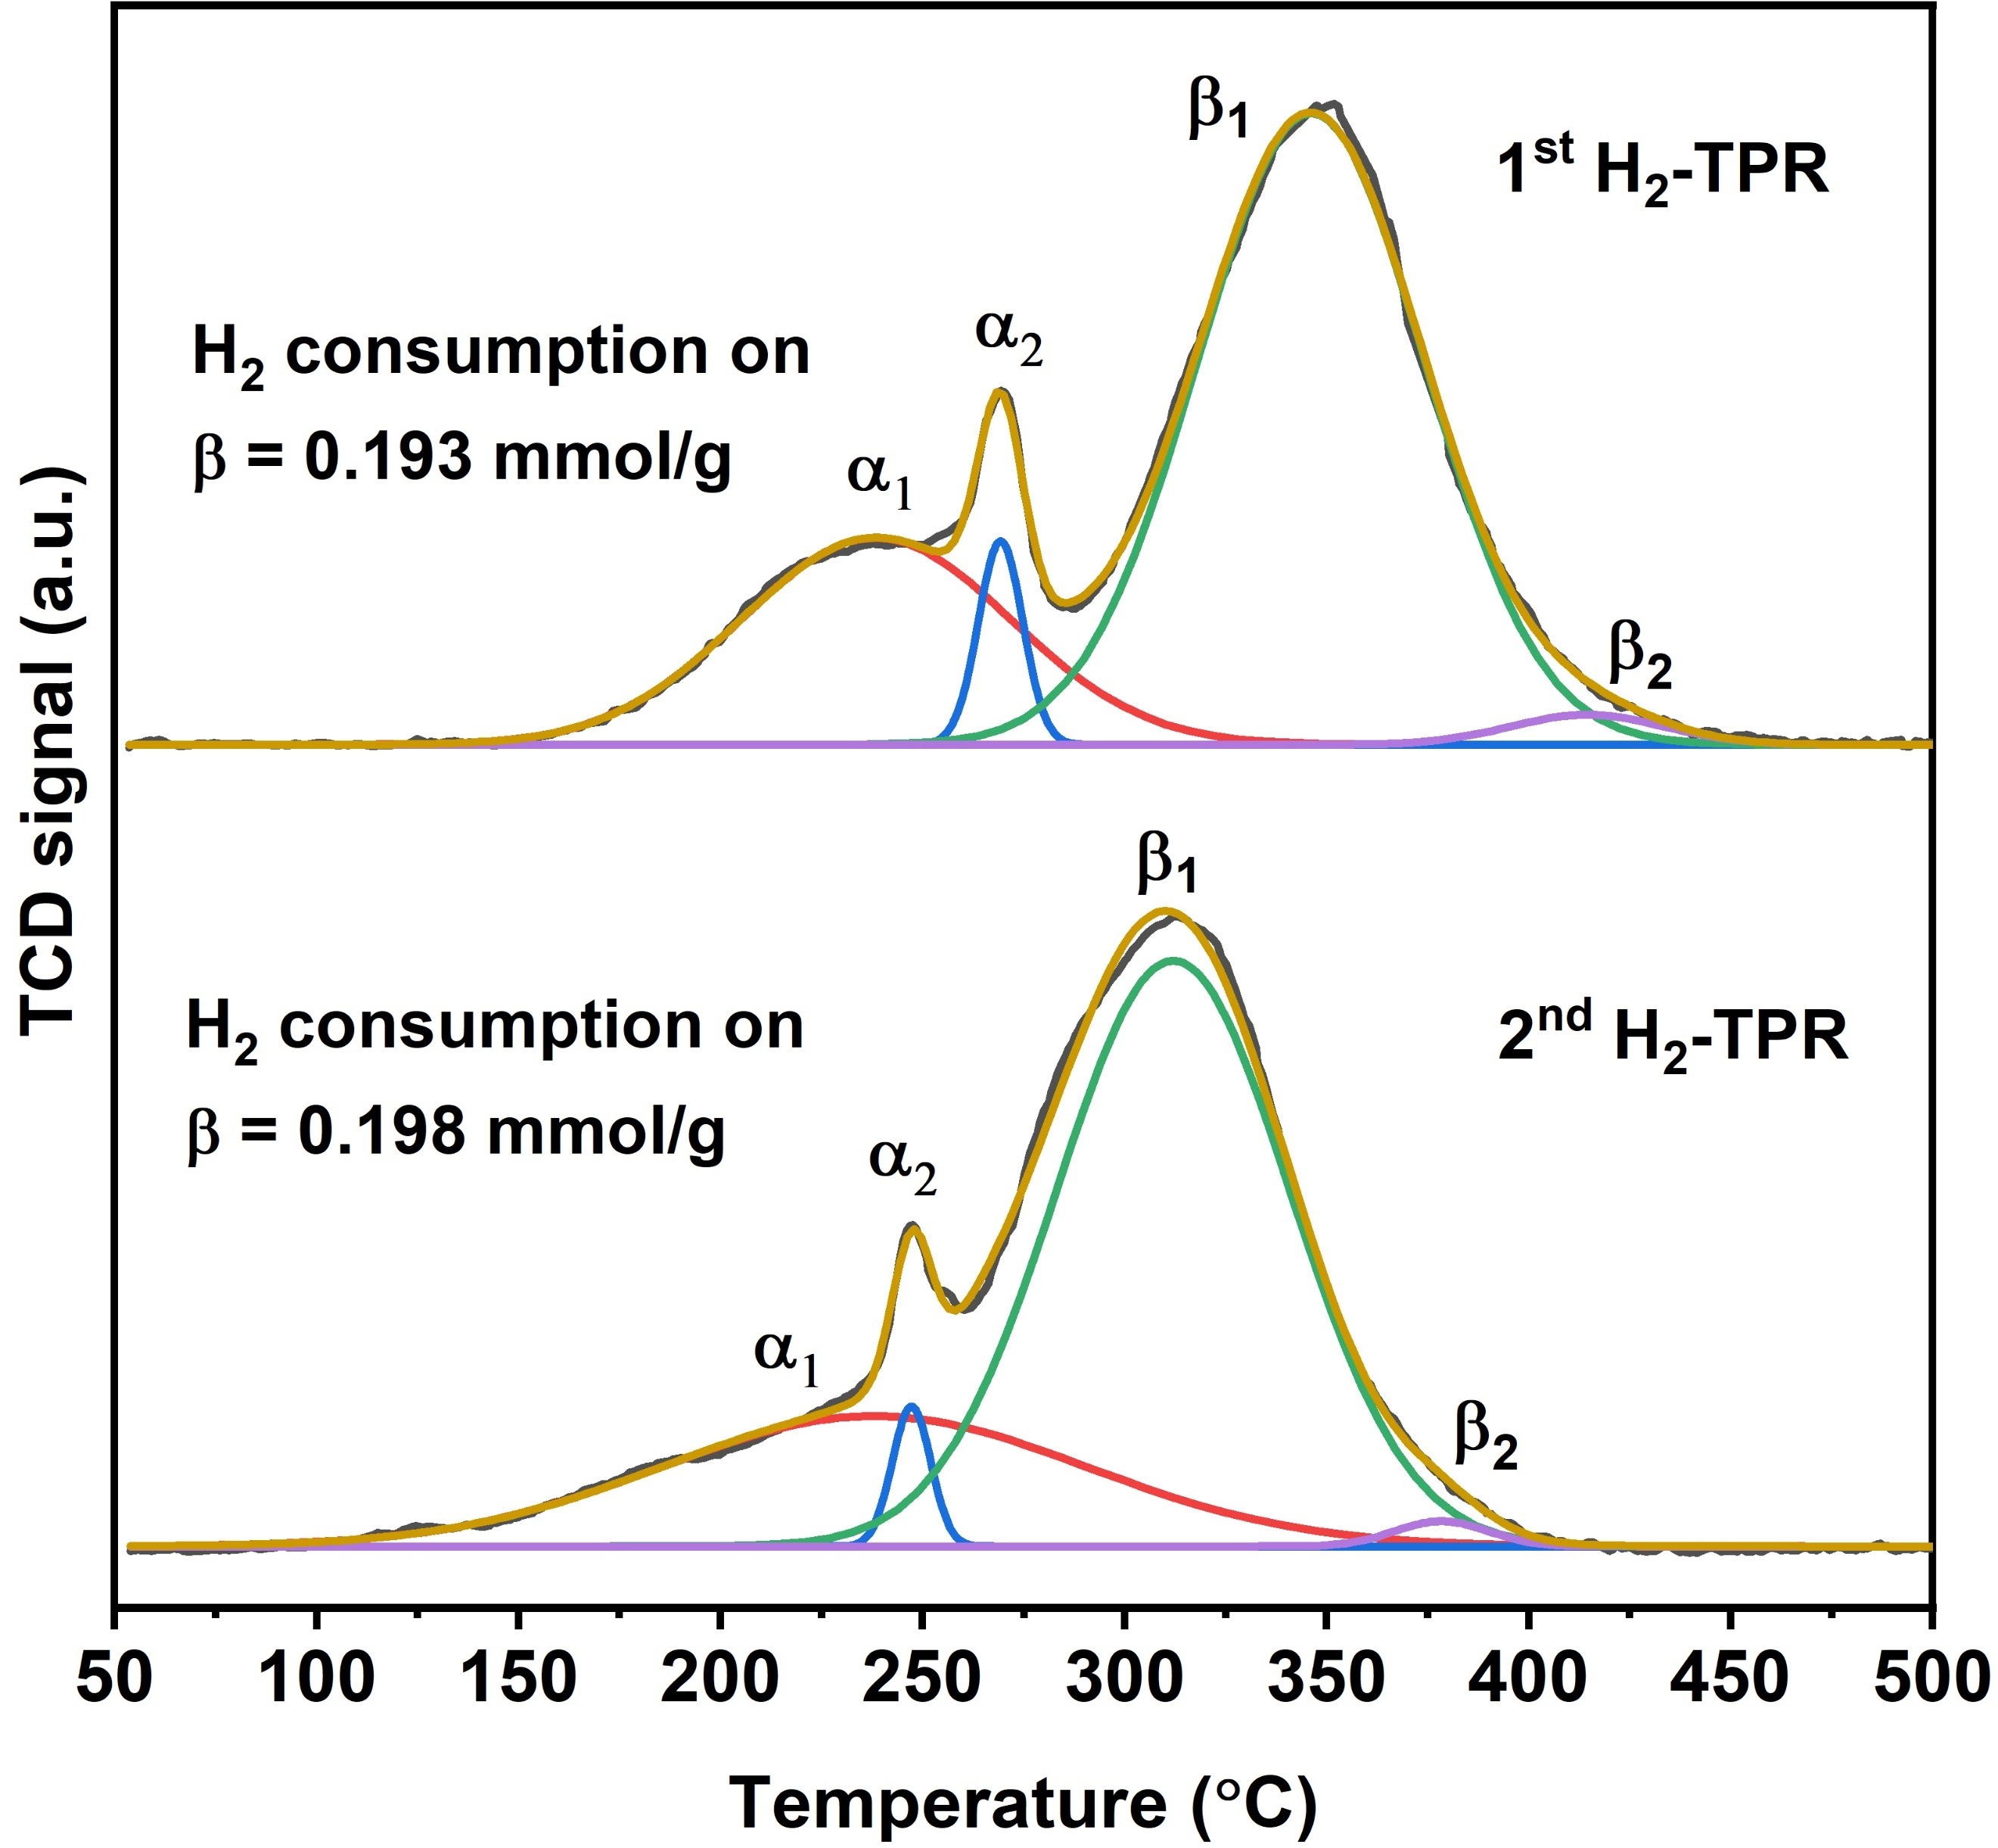 TCD signal (a.u.)
β₁
1ˢᵗ H₂-TPR
H₂ consumption on
β = 0.193 mmol/g
α₂
α₁
β₂
β₁
H₂ consumption on
β = 0.198 mmol/g
2ⁿᵈ H₂-TPR
α₂
α₁
β₂
50 100 150 200 250 300 350 400 450 500
Temperature (°C)